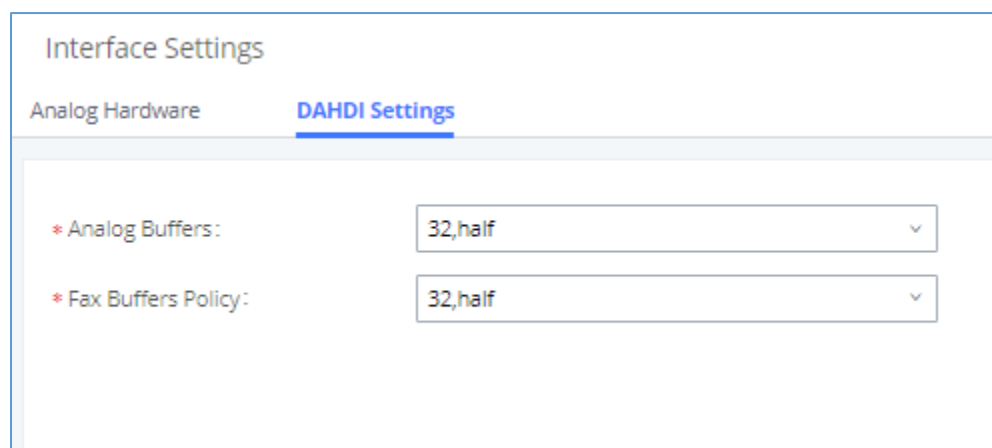 Interface Settings
Analog Hardware DAHDI Settings
* Analog Buffers: 32,half
* Fax Buffers Policy: 32,half